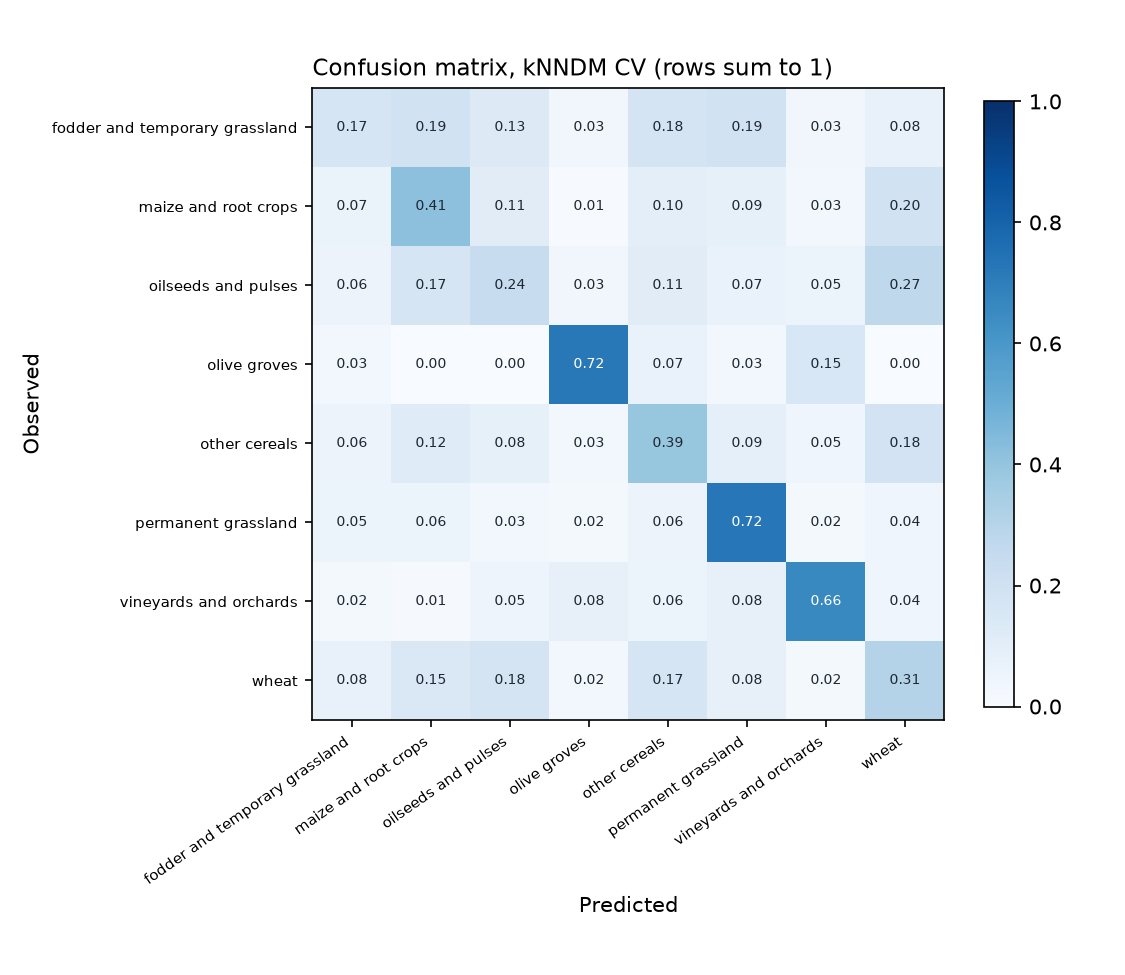 Confusion matrix, kNNDM CV (rows sum to 1)
Observed
fodder and temporary grassland 0.17 0.19 0.13 0.03 0.18 0.19 0.03 0.08
maize and root crops 0.07 0.41 0.11 0.01 0.10 0.09 0.03 0.20
oilseeds and pulses 0.06 0.17 0.24 0.03 0.11 0.07 0.05 0.27
olive groves 0.03 0.00 0.00 0.72 0.07 0.03 0.15 0.00
other cereals 0.06 0.12 0.08 0.03 0.39 0.09 0.05 0.18
permanent grassland 0.05 0.06 0.03 0.02 0.06 0.72 0.02 0.04
vineyards and orchards 0.02 0.01 0.05 0.08 0.06 0.08 0.66 0.04
wheat 0.08 0.15 0.18 0.02 0.17 0.08 0.02 0.31
fodder and temporary grassland
maize and root crops
oilseeds and pulses
olive groves
other cereals
permanent grassland
vineyards and orchards
wheat
Predicted
1.0
0.8
0.6
0.4
0.2
0.0